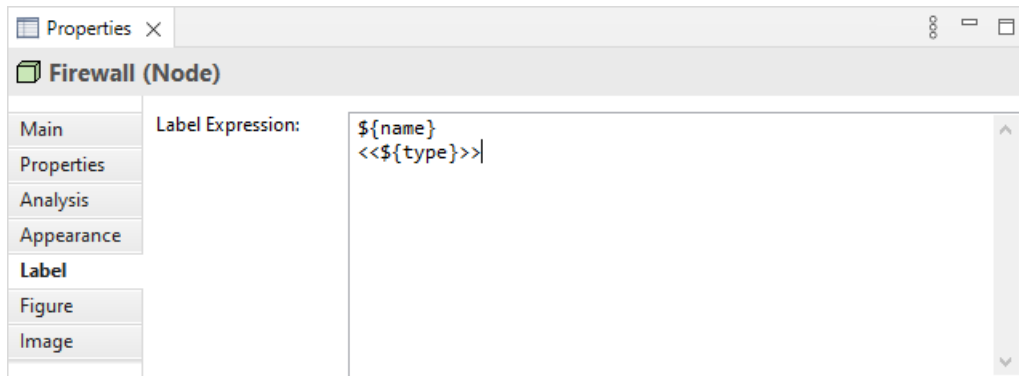 Properties
Firewall (Node)
Main
Properties
Analysis
Appearance
Label
Figure
Image
Label Expression:
${name}
<<${type}>>